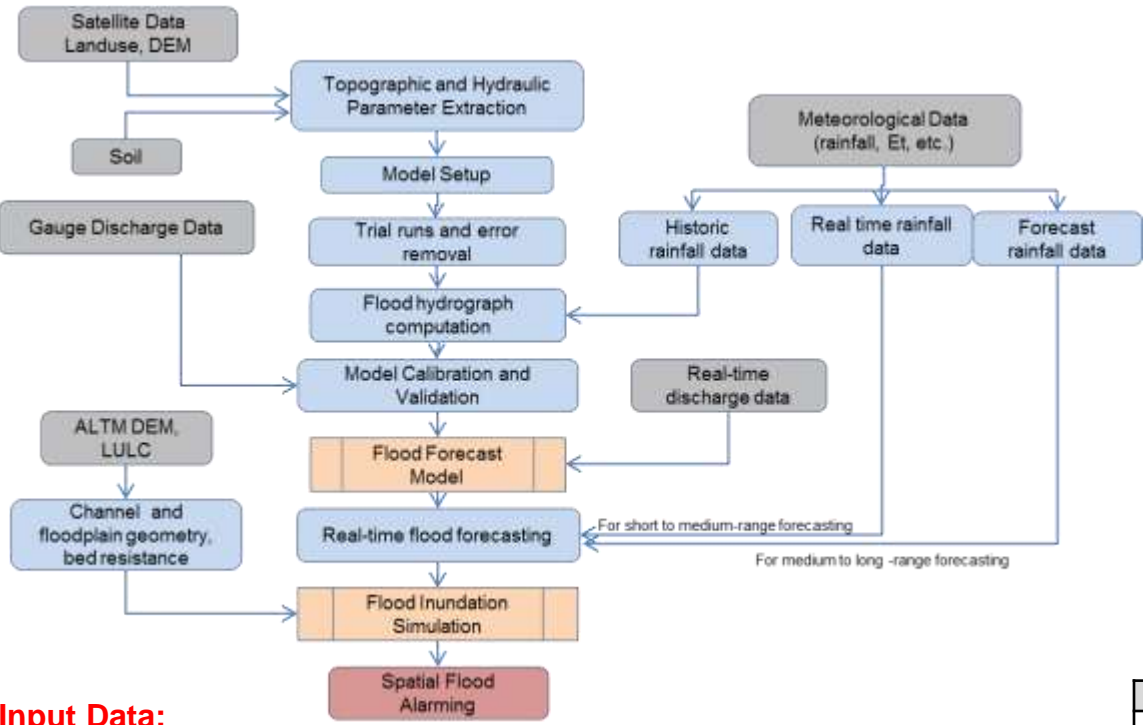 Satellite Data
Landuse, DEM
Topographic and Hydraulic
Parameter Extraction
Meteorological Data
(rainfall, Et, etc.)
Soil
Model Setup
Gauge Discharge Data
Trial runs and error
removal
Historic
rainfall data
Real time rainfall
data
Forecast
rainfall data
Flood hydrograph
computation
Model Calibration and
Validation
Real-time
discharge data
ALTM DEM,
LULC
Flood Forecast
Model
Channel and
floodplain geometry,
bed resistance
Real-time flood forecasting
For short to medium-range forecasting
For medium to long -range forecasting
Flood Inundation
Simulation
Spatial Flood
Alarming
Input Data: